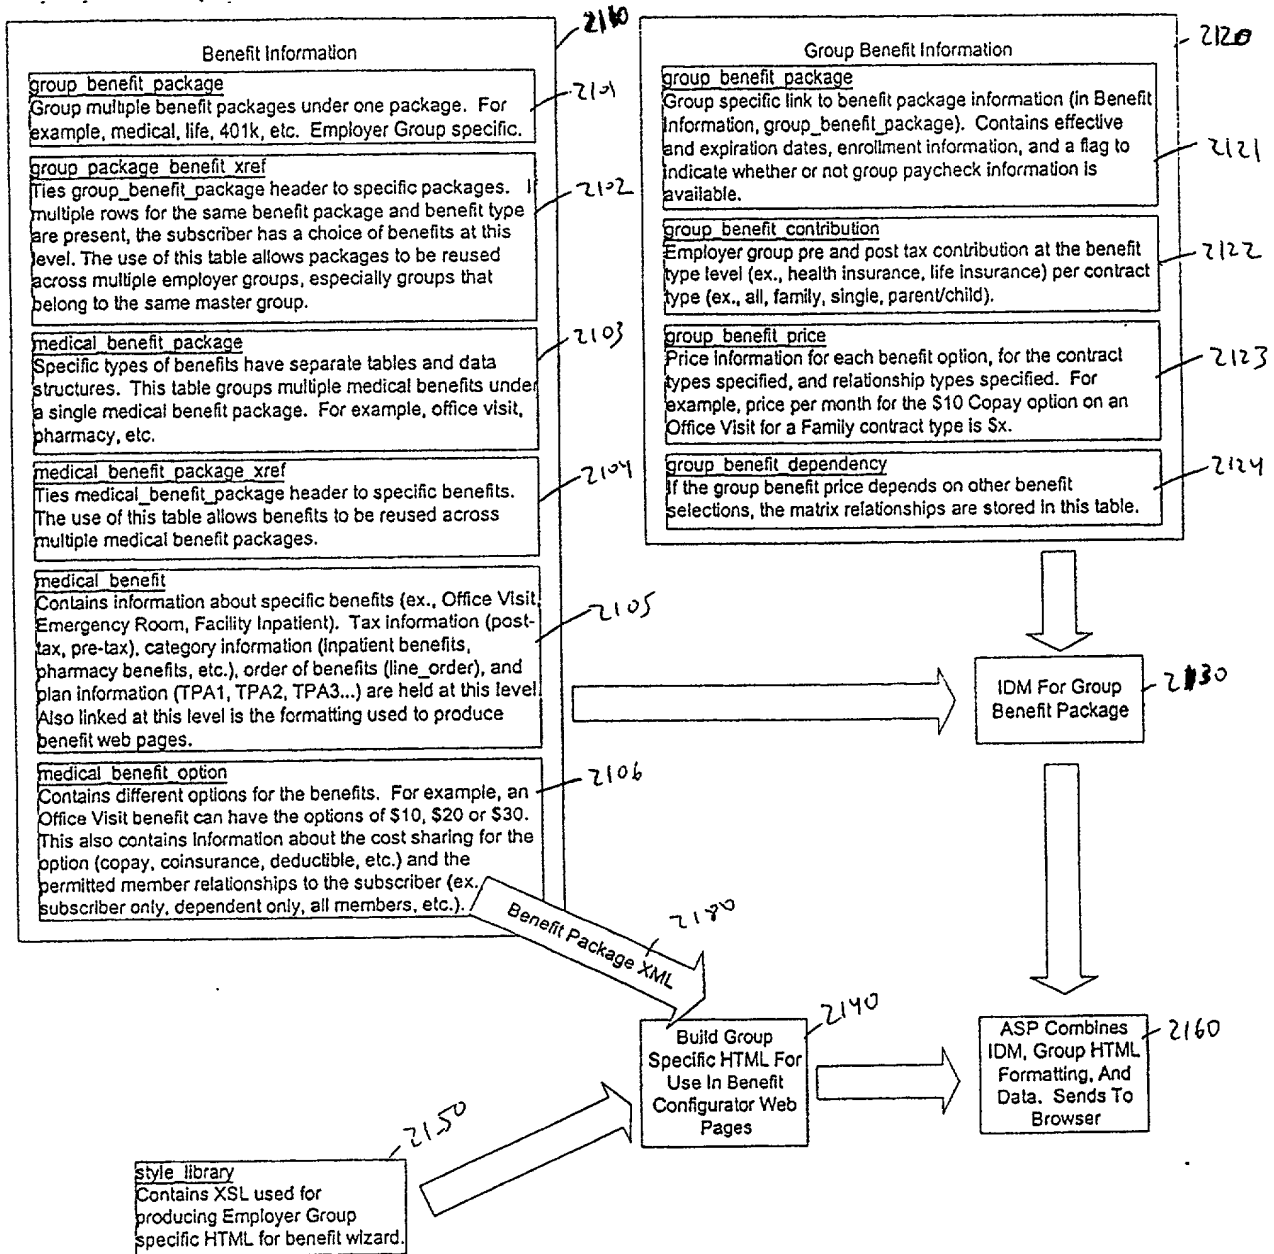 2110
Benefit Information
group_benefit_package
Group multiple benefit packages under one package. For
example, medical, life, 401k, etc. Employer Group specific.
2101
group_package_benefit_xref
Ties group_benefit_package header to specific packages. I
multiple rows for the same benefit package and benefit type
are present, the subscriber has a choice of benefits at this
level. The use of this table allows packages to be reused
across multiple employer groups, especially groups that
belong to the same master group.
2102
medical_benefit_package
Specific types of benefits have separate tables and data
structures. This table groups multiple medical benefits under
a single medical benefit package. For example, office visit,
pharmacy, etc.
2103
medical_benefit_package_xref
Ties medical_benefit_package header to specific benefits.
The use of this table allows benefits to be reused across
multiple medical benefit packages.
2104
medical_benefit
Contains information about specific benefits (ex., Office Visit,
Emergency Room, Facility Inpatient). Tax information (post-
tax, pre-tax), category information (inpatient benefits,
pharmacy benefits, etc.), order of benefits (line_order), and
plan information (TPA1, TPA2, TPA3...) are held at this level
Also linked at this level is the formatting used to produce
benefit web pages.
2105
medical_benefit_option
Contains different options for the benefits. For example, an
Office Visit benefit can have the options of $10, $20 or $30.
This also contains information about the cost sharing for the
option (copay, coinsurance, deductible, etc.) and the
permitted member relationships to the subscriber (ex.
subscriber only, dependent only, all members, etc.).
2106
2120
Group Benefit Information
group_benefit_package
Group specific link to benefit package information (in Benefit
Information, group_benefit_package). Contains effective
and expiration dates, enrollment information, and a flag to
indicate whether or not group paycheck information is
available.
2121
group_benefit_contribution
Employer group pre and post tax contribution at the benefit
type level (ex., health insurance, life insurance) per contract
type (ex., all, family, single, parent/child).
2122
group_benefit_price
Price information for each benefit option, for the contract
types specified, and relationship types specified. For
example, price per month for the $10 Copay option on an
Office Visit for a Family contract type is $x.
2123
group_benefit_dependency
If the group benefit price depends on other benefit
selections, the matrix relationships are stored in this table.
2124
IDM For Group
Benefit Package
2130
Benefit Package XML
2180
Build Group
Specific HTML For
Use In Benefit
Configurator Web
Pages
2140
ASP Combines
IDM, Group HTML
Formatting, And
Data. Sends To
Browser
2160
style_library
Contains XSL used for
producing Employer Group
specific HTML for benefit wizard.
2150